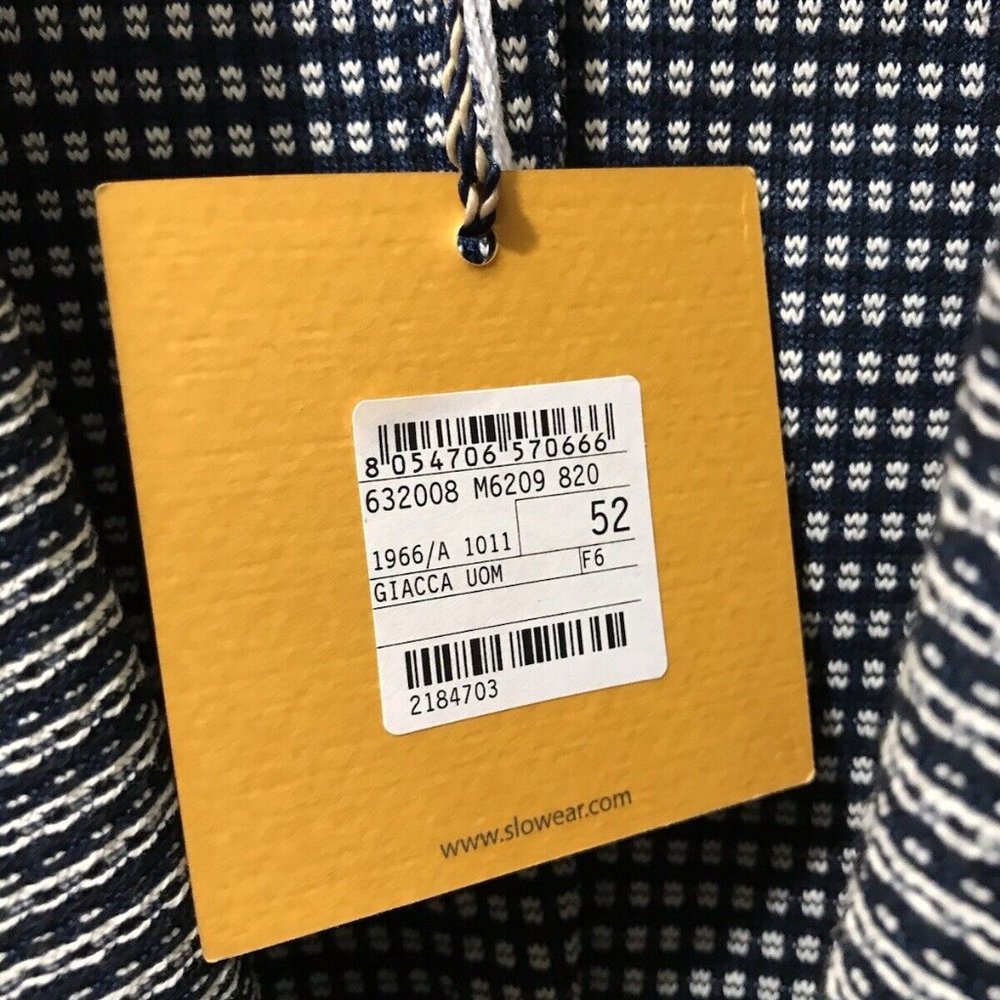 8 054706 570666
632008 M6209 820
52
1966/A 1011
GIACCA UOM F6
2184703
www.slowear.com